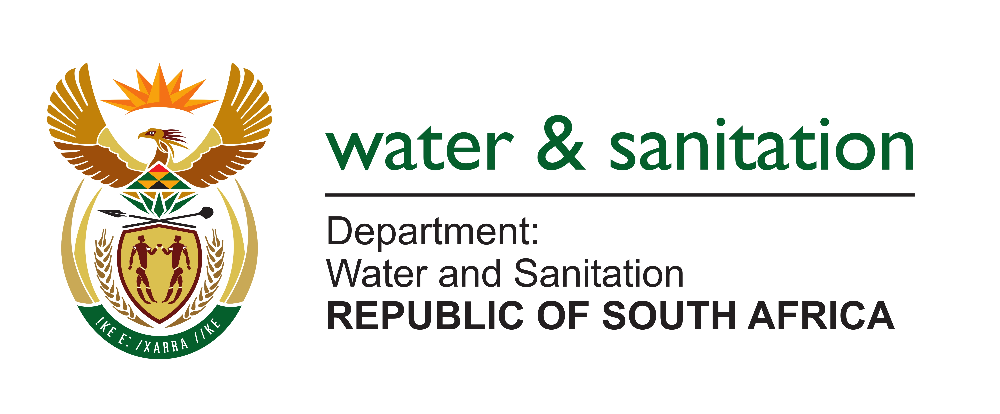 water & sanitation
Department:
Water and Sanitation
REPUBLIC OF SOUTH AFRICA
!KE E: /XARRA //KE